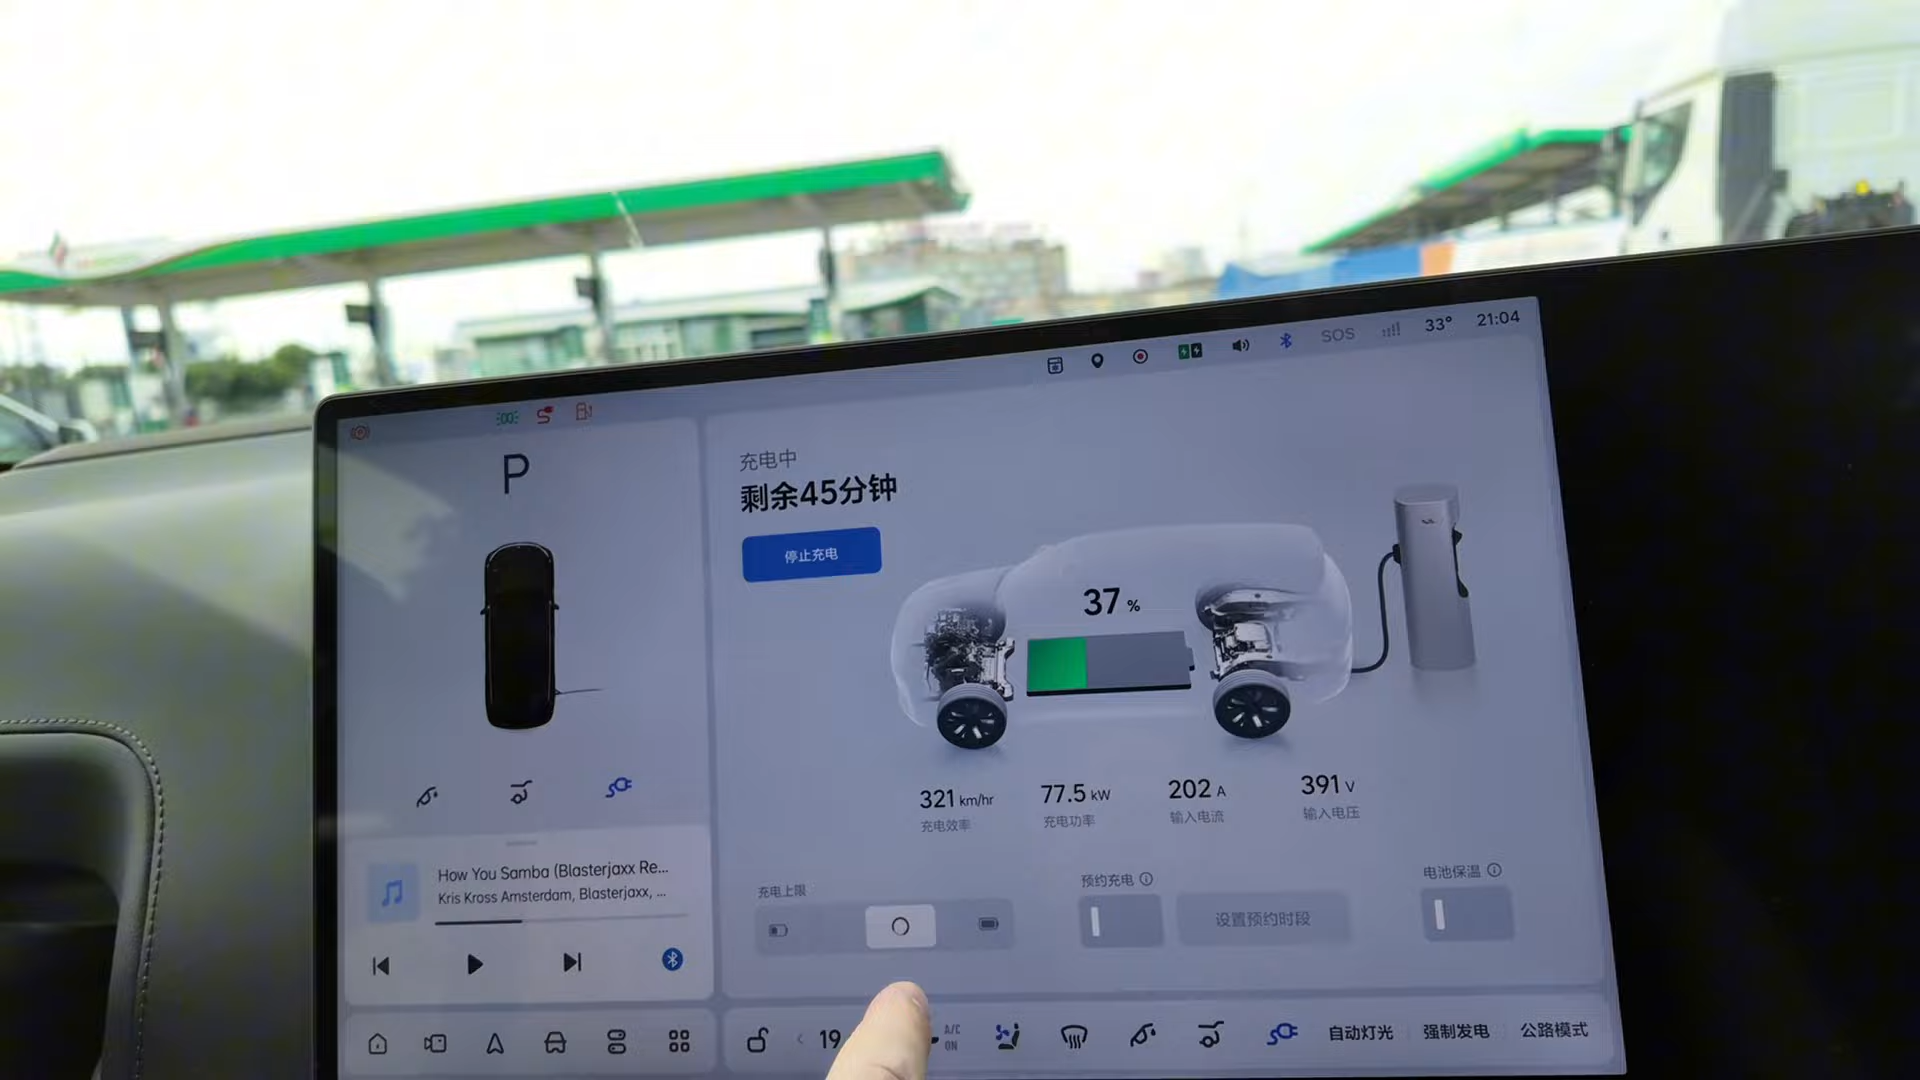 SOS
33°
21:04
P
充电中
剩余45分钟
停止充电
37 %
321 km/hr
充电效率
77.5 kW
充电功率
202 A
输入电流
391 V
输入电压
How You Samba (Blasterjaxx Re...
Kris Kross Amsterdam, Blasterjaxx, ...
充电上限
预约充电
设置预约时段
电池保温
19
A/C
ON
自动灯光
强制发电
公路模式